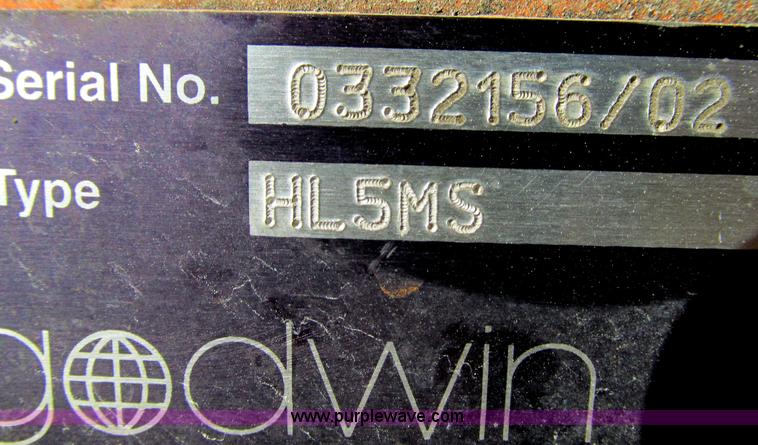 Serial No. 0332156/02
Type HL5MS
godwin
www.purplewave.com